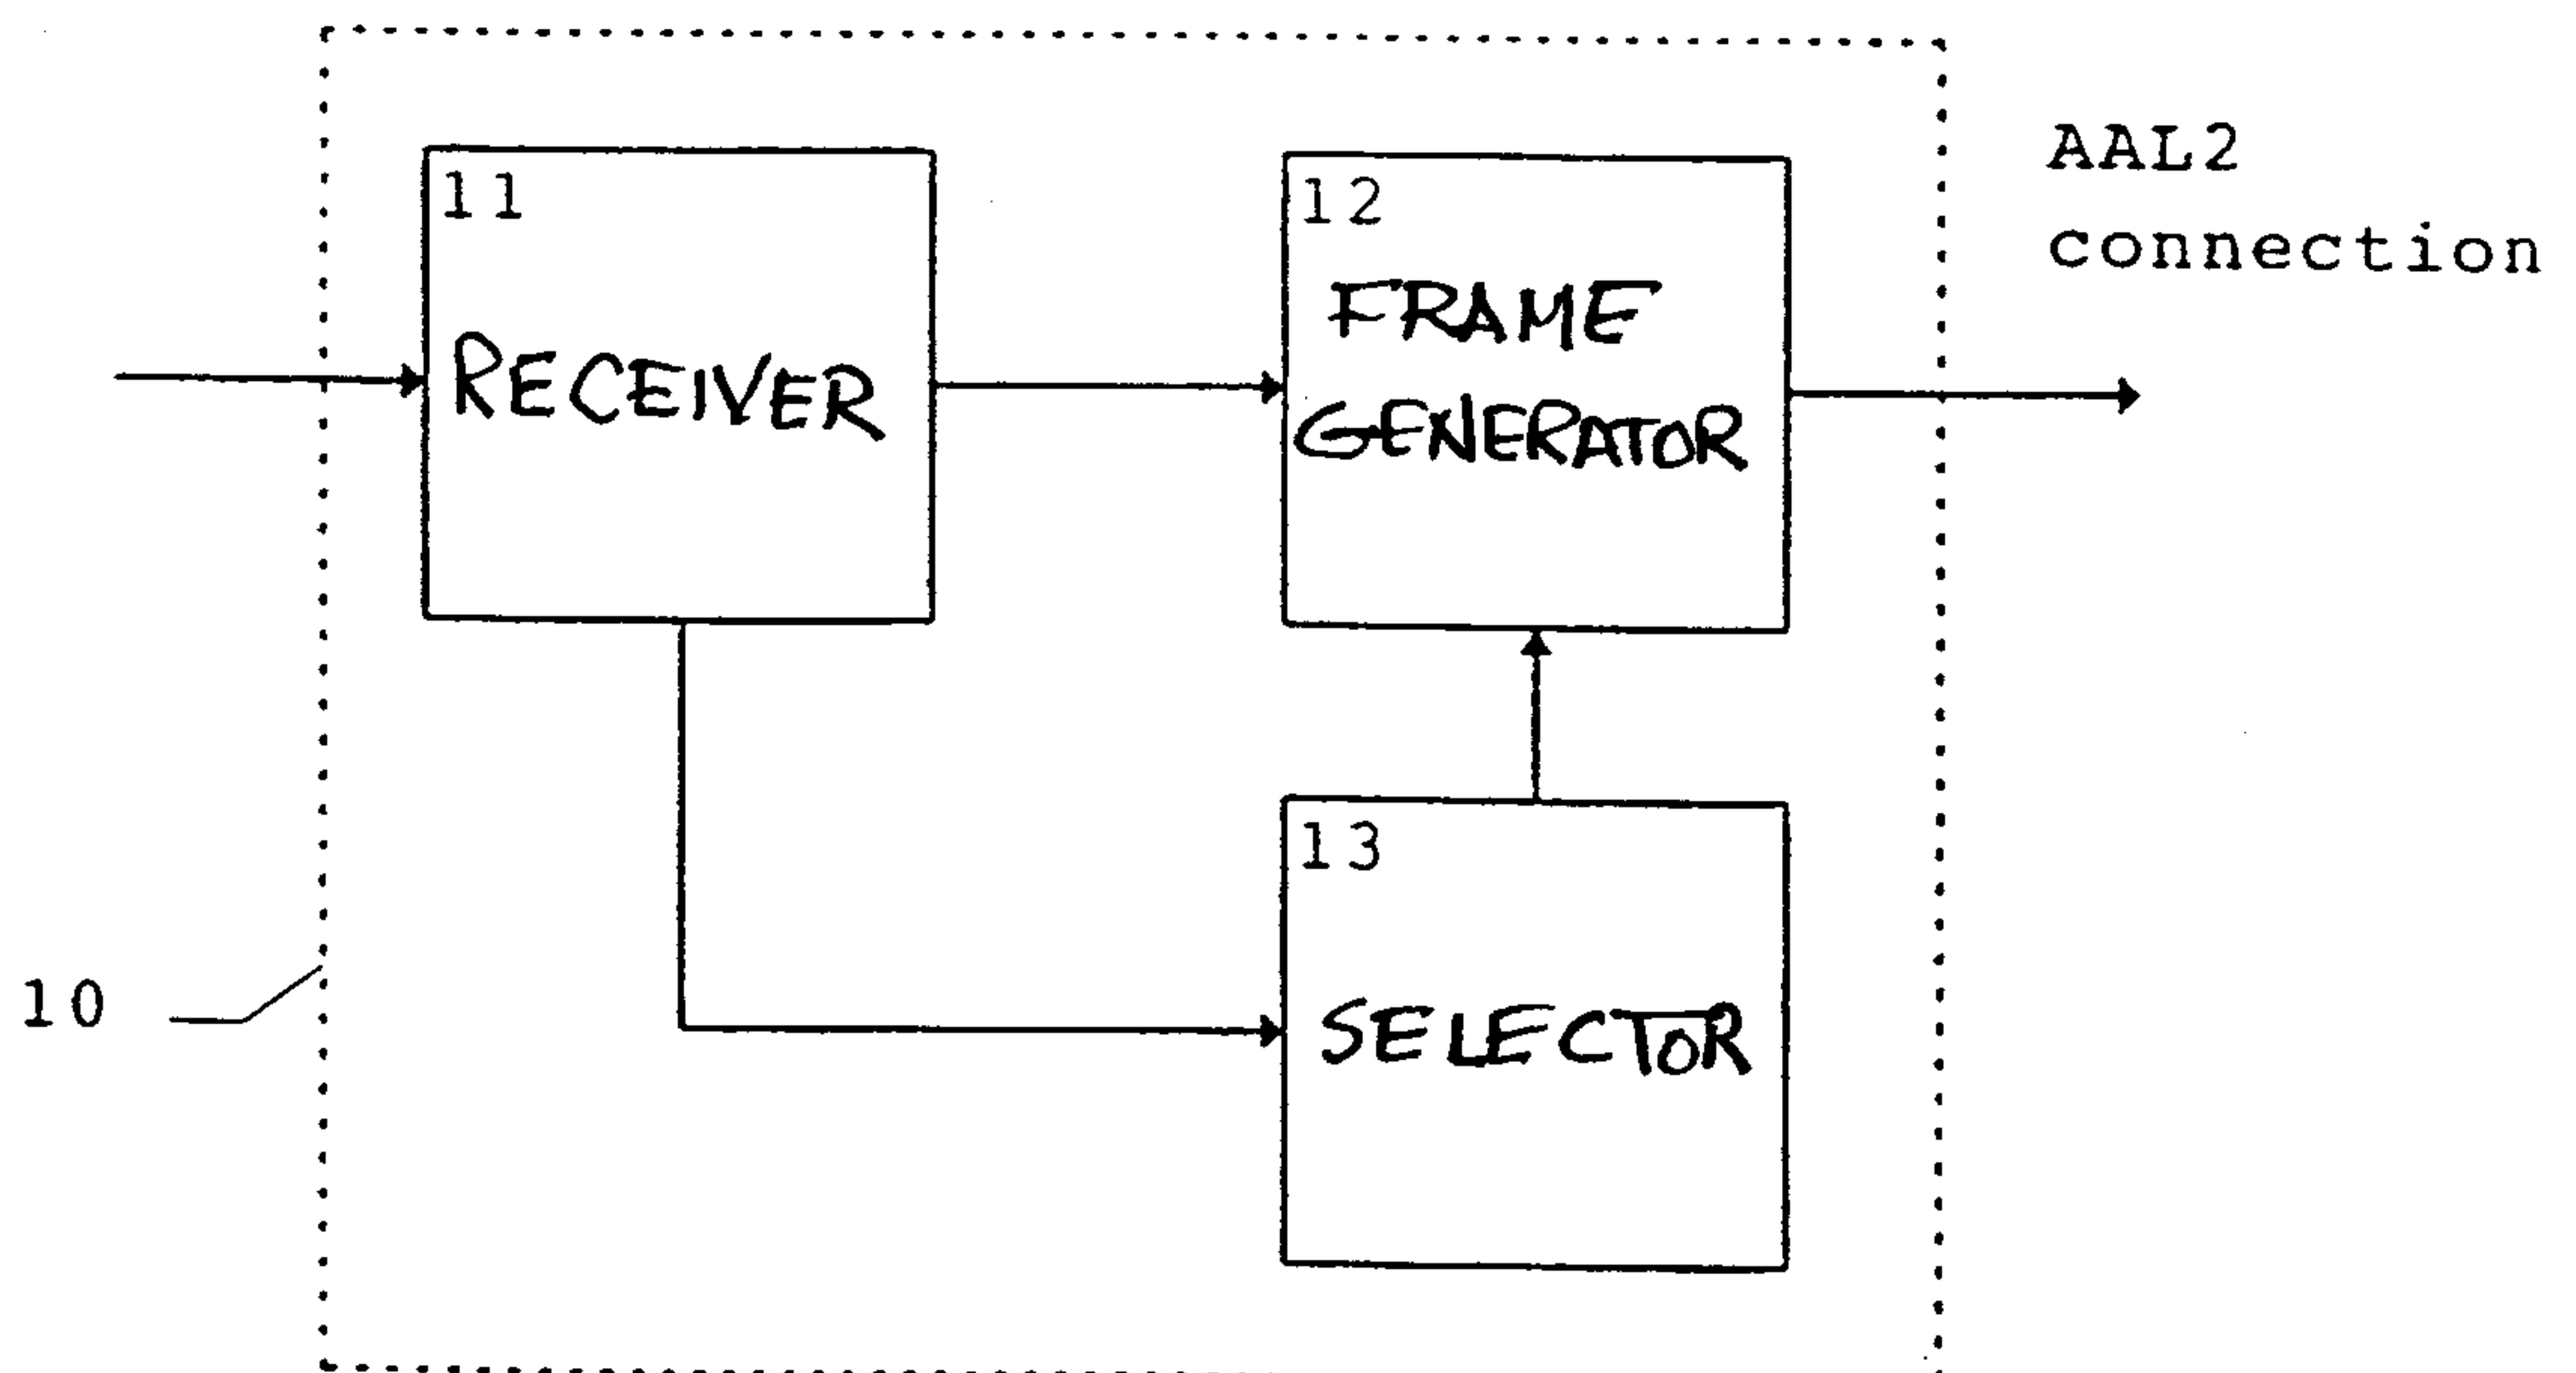 11
RECEIVER
12
FRAME
GENERATOR
AAL2
connection
13
SELECTOR
10